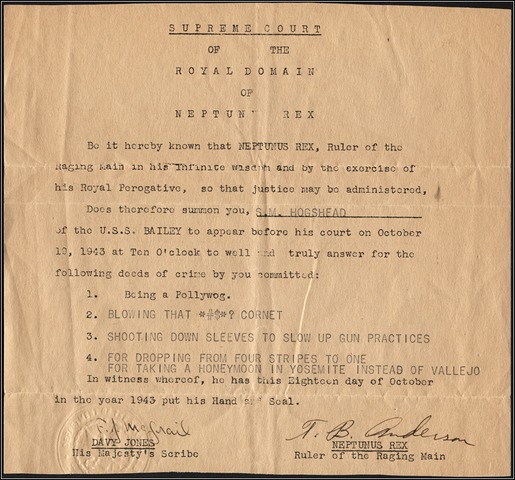 SUPREME COURT
OF THE
ROYAL DOMAIN
OF
NEPTUN' REX
Be it hereby known that NEPTUNUS REX, Ruler of the
Raging Main in his Infinite wisdom and by the exercise of
his Royal Perogative, so that justice may be administered,
Does therefore summon you, S.M. HOGSHEAD
of the U.S.S. BAILEY to appear before his court on October
19, 1943 at Ten O'clock to well and truly answer for the
following deeds of crime by you committed:
1. Being a Pollywog.
2. BLOWING THAT *#$*? CORNET
3. SHOOTING DOWN SLEEVES TO SLOW UP GUN PRACTICES
4. FOR DROPPING FROM FOUR STRIPES TO ONE
FOR TAKING A HONEYMOON IN YOSEMITE INSTEAD OF VALLEJO
In witness whereof, he has this Eighteen day of October
in the year 1943 put his Hand and Seal.
F.J. McGrail T. B. Anderson
DAVY JONES NEPTUNUS REX
His Majesty's Scribe Ruler of the Raging Main